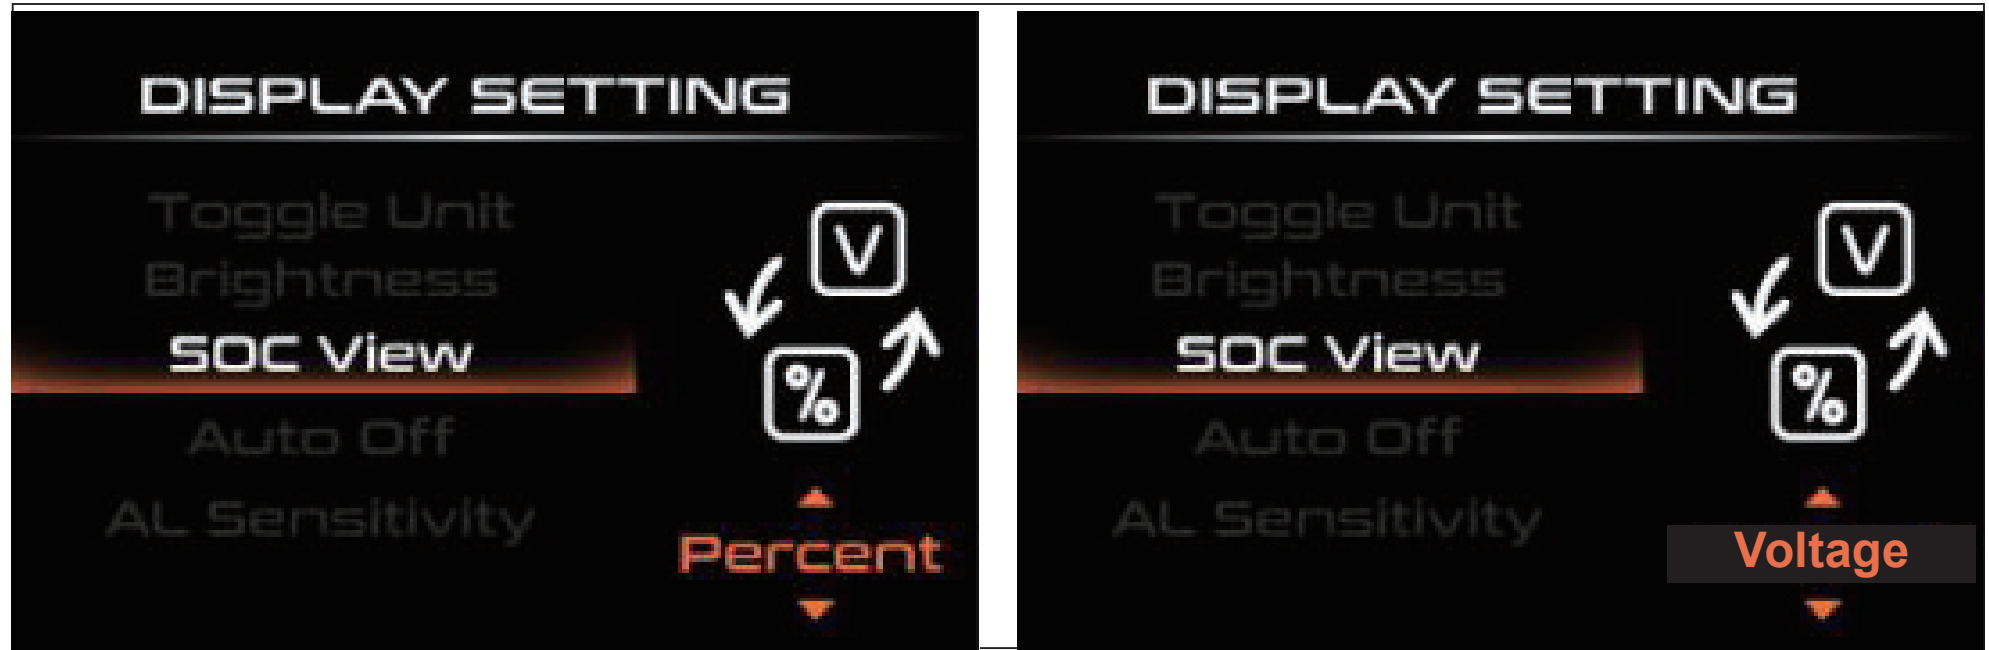 DISPLAY SETTING
Toggle Unit
Brightness
SOC View
Auto Off
AL Sensitivity
V
%
Percent
DISPLAY SETTING
Toggle Unit
Brightness
SOC View
Auto Off
AL Sensitivity
V
%
Voltage